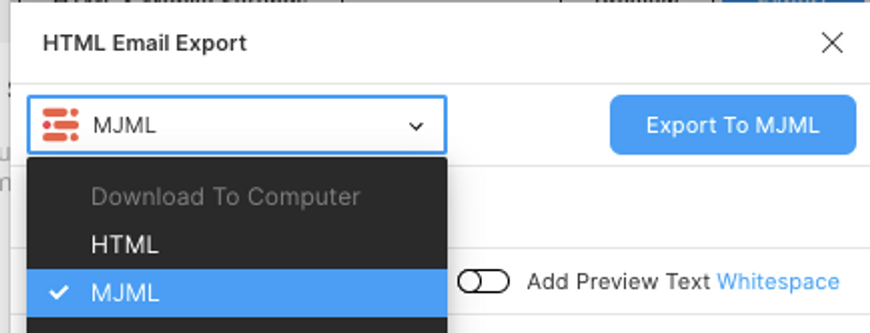 HTML Email Export
MJML
Export To MJML
Download To Computer
HTML
MJML
Add Preview Text Whitespace